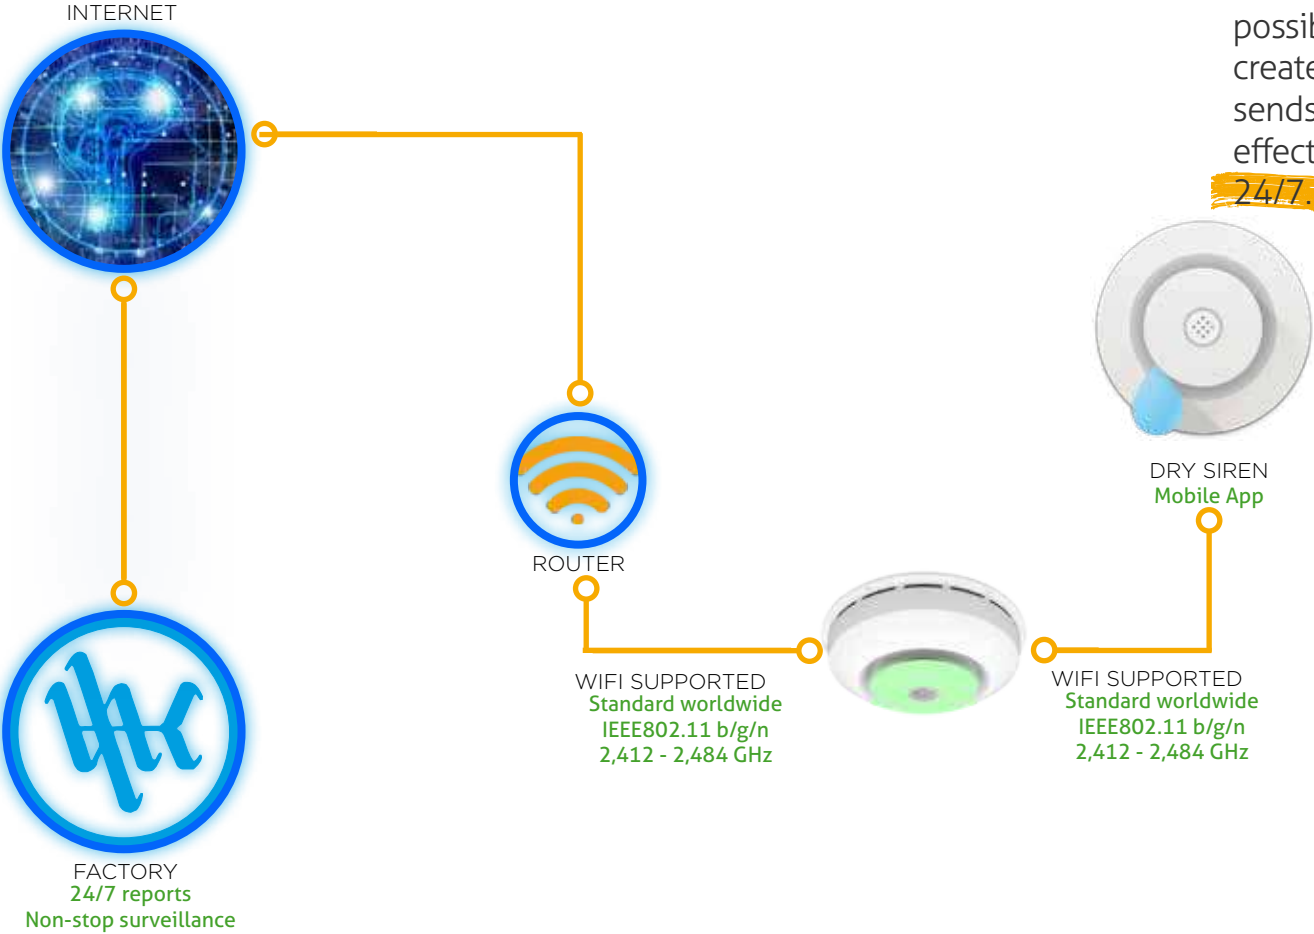 INTERNET
possib
create
sends
effect
24/7.
DRY SIREN
Mobile App
ROUTER
WIFI SUPPORTED
Standard worldwide
IEEE802.11 b/g/n
2,412 - 2,484 GHz
WIFI SUPPORTED
Standard worldwide
IEEE802.11 b/g/n
2,412 - 2,484 GHz
FACTORY
24/7 reports
Non-stop surveillance